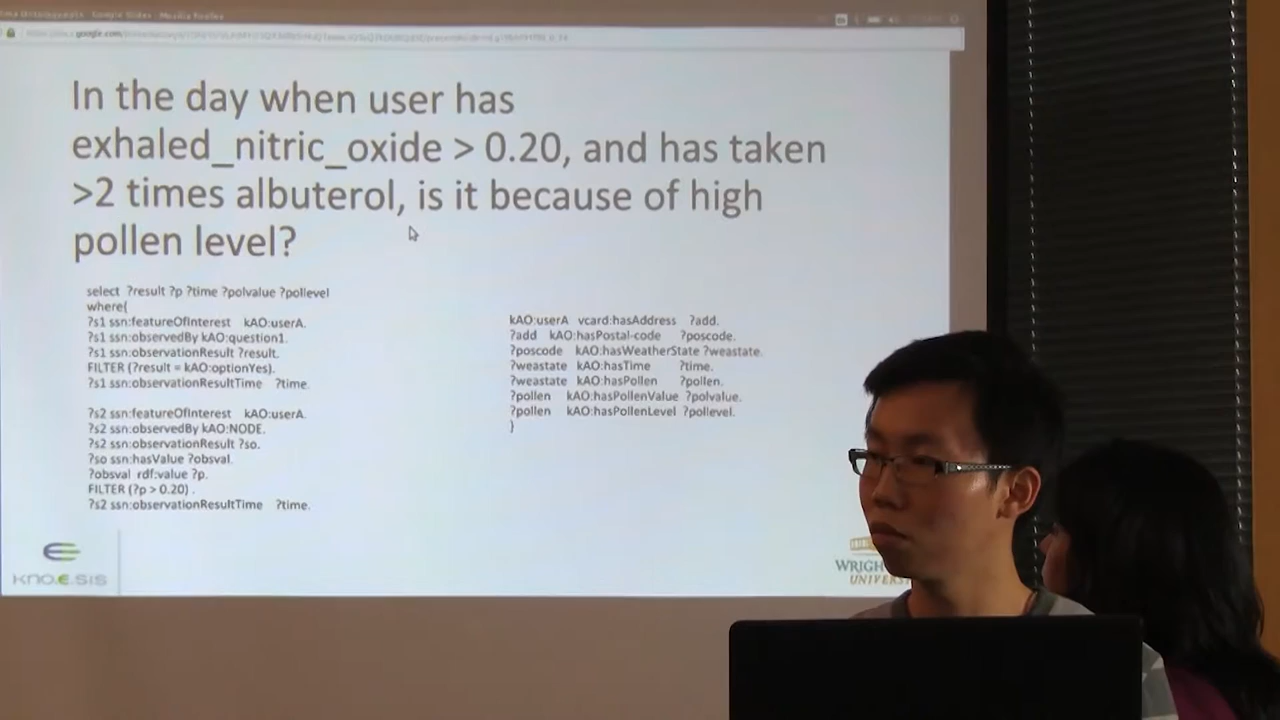 In the day when user has
exhaled_nitric_oxide > 0.20, and has taken
>2 times albuterol, is it because of high
pollen level?
select ?result ?p ?time ?polvalue ?pollevel
where{
?s1 ssn:featureOfInterest kAO:userA.
?s1 ssn:observedBy kAO:question1.
?s1 ssn:observationResult ?result.
FILTER (?result = kAO:optionYes).
?s1 ssn:observationResultTime ?time.
?s2 ssn:featureOfInterest kAO:userA.
?s2 ssn:observedBy kAO:NODE.
?s2 ssn:observationResult ?so.
?so ssn:hasValue ?obsval.
?obsval rdf:value ?p.
FILTER (?p > 0.20) .
?s2 ssn:observationResultTime ?time.
kAO:userA vcard:hasAddress ?add.
?add kAO:hasPostal-code ?poscode.
?poscode kAO:hasWeatherState ?weastate.
?weastate kAO:hasTime ?time.
?weastate kAO:hasPollen ?pollen.
?pollen kAO:hasPollenValue ?polvalue.
?pollen kAO:hasPollenLevel ?pollevel.
}
kno.e.sis
WRIGH
UNIVERS